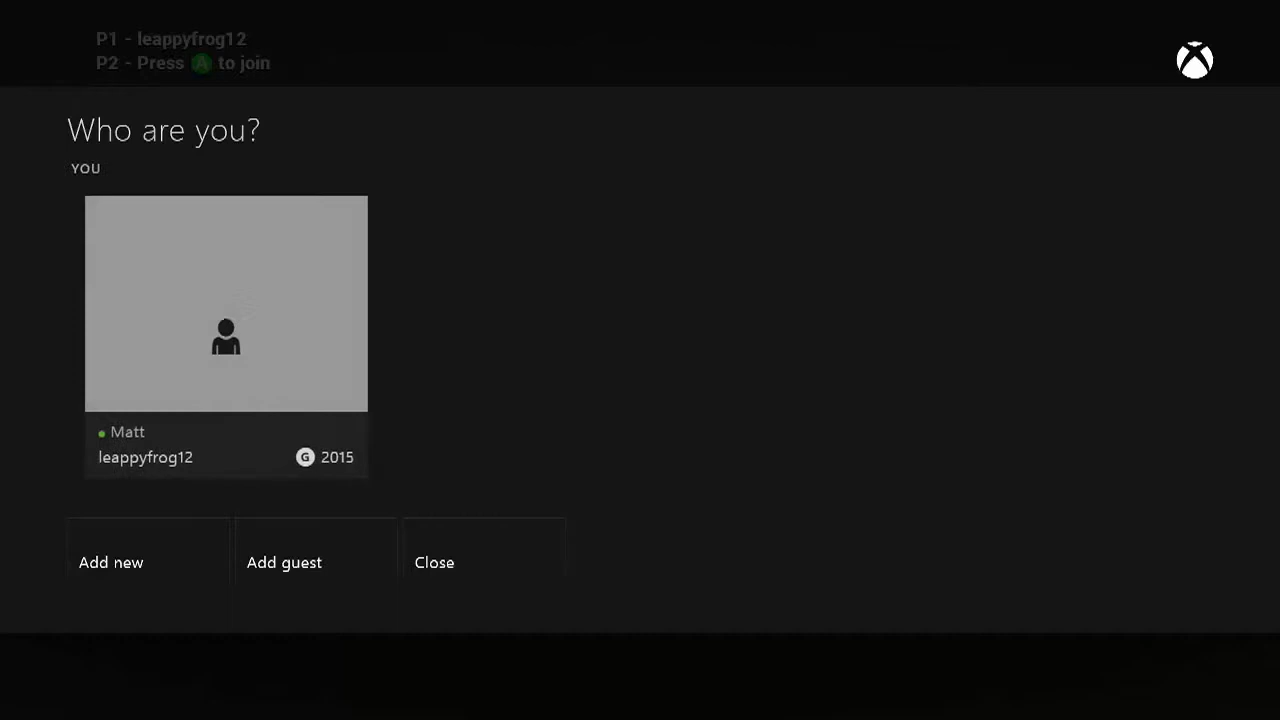 P1 - leappyfrog12
P2 - Press A to join
Who are you?
YOU
Matt
leappyfrog12 G 2015
Add new Add guest Close